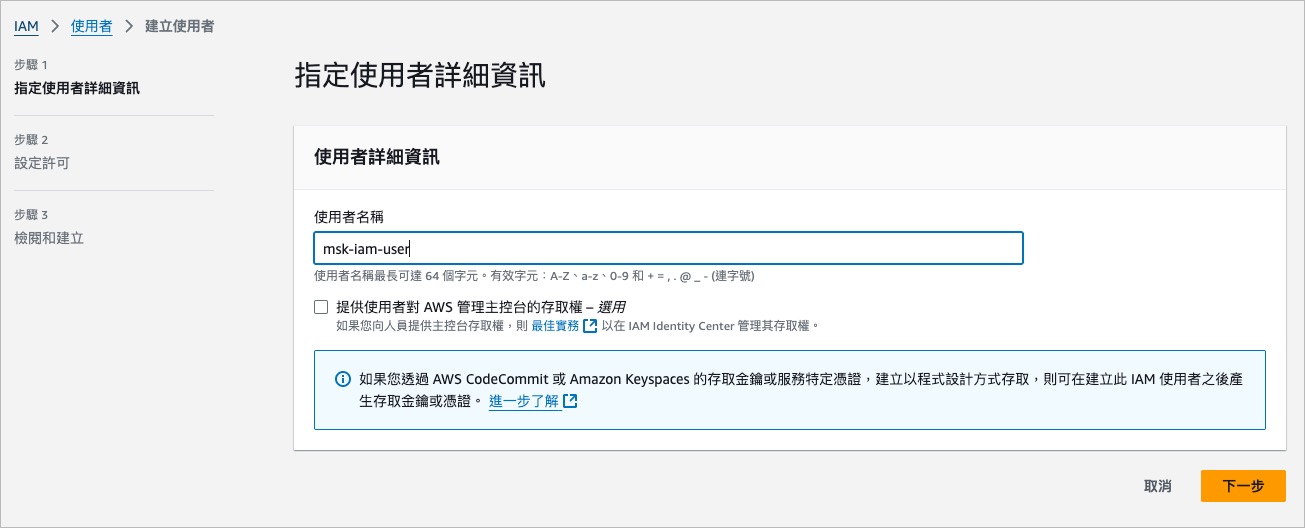 IAM > 使用者 > 建立使用者
步驟 1
指定使用者詳細資訊
步驟 2
設定許可
步驟 3
檢閱和建立
指定使用者詳細資訊
使用者詳細資訊
使用者名稱
msk-iam-user
使用者名稱最長可達 64 個字元。有效字元：A-Z、a-z、0-9 和 + = , . @ _ - (連字號)
提供使用者對 AWS 管理主控台的存取權 – 選用
如果您向人員提供主控台存取權，則 最佳實務 以在 IAM Identity Center 管理其存取權。
如果您透過 AWS CodeCommit 或 Amazon Keyspaces 的存取金鑰或服務特定憑證，建立以程式設計方式存取，則可在建立此 IAM 使用者之後產
生存取金鑰或憑證。 進一步了解
取消
下一步